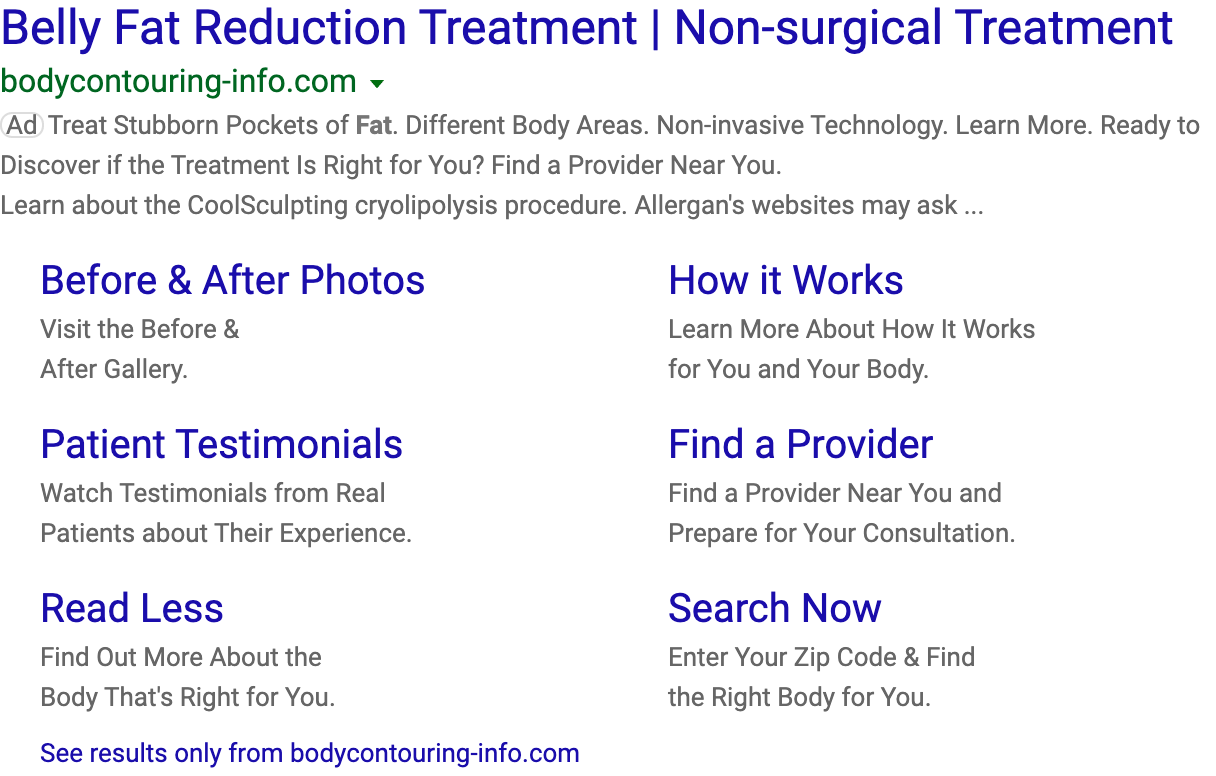 Belly Fat Reduction Treatment | Non-surgical Treatment
bodycontouring-info.com
Ad Treat Stubborn Pockets of Fat. Different Body Areas. Non-invasive Technology. Learn More. Ready to
Discover if the Treatment Is Right for You? Find a Provider Near You.
Learn about the CoolSculpting cryolipolysis procedure. Allergan's websites may ask ...
Before & After Photos
Visit the Before &
After Gallery.
How it Works
Learn More About How It Works
for You and Your Body.
Patient Testimonials
Watch Testimonials from Real
Patients about Their Experience.
Find a Provider
Find a Provider Near You and
Prepare for Your Consultation.
Read Less
Find Out More About the
Body That's Right for You.
Search Now
Enter Your Zip Code & Find
the Right Body for You.
See results only from bodycontouring-info.com